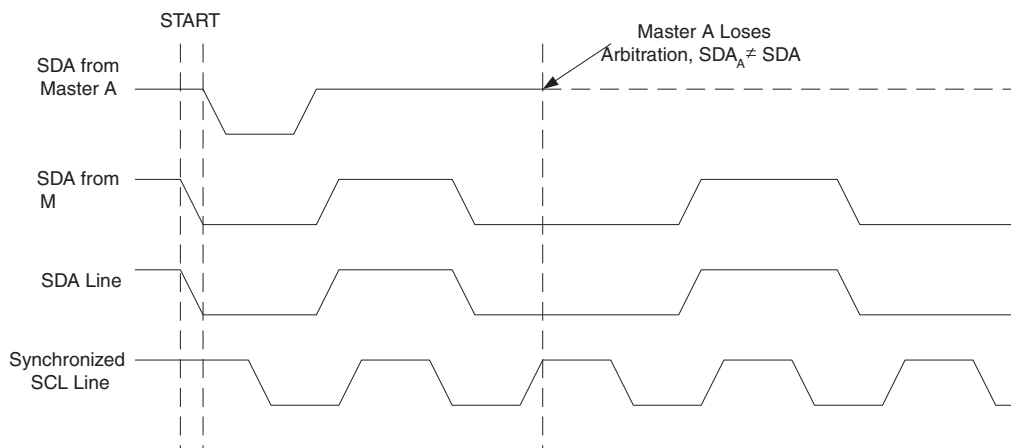 START
Master A Loses
Arbitration, SDA_A ≠ SDA
SDA from
Master A
SDA from
M
SDA Line
Synchronized
SCL Line